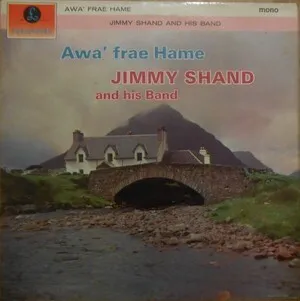 AWA' FRAE HAME
JIMMY SHAND AND HIS BAND
mono
Awa' frae Hame
JIMMY SHAND
and his Band